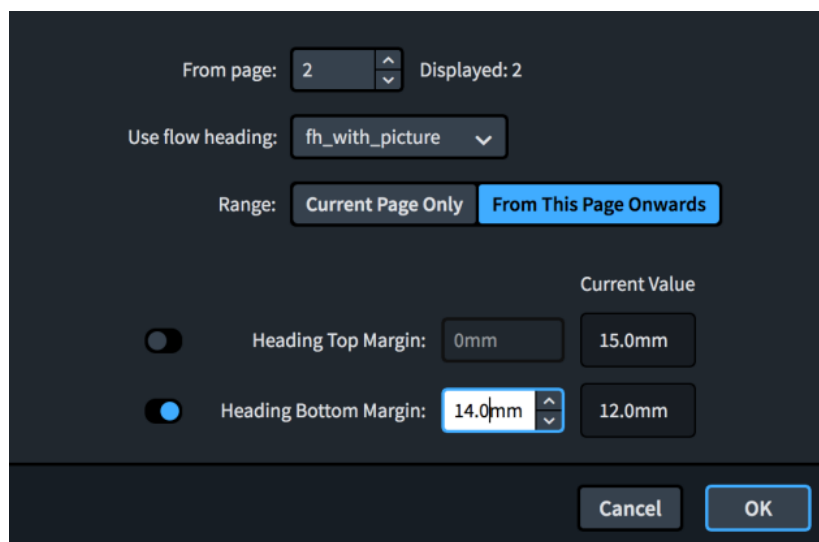 From page: 2 Displayed: 2
Use flow heading: fh_with_picture
Range: Current Page Only From This Page Onwards
Current Value
Heading Top Margin: 0mm 15.0mm
Heading Bottom Margin: 14.0mm 12.0mm
Cancel OK